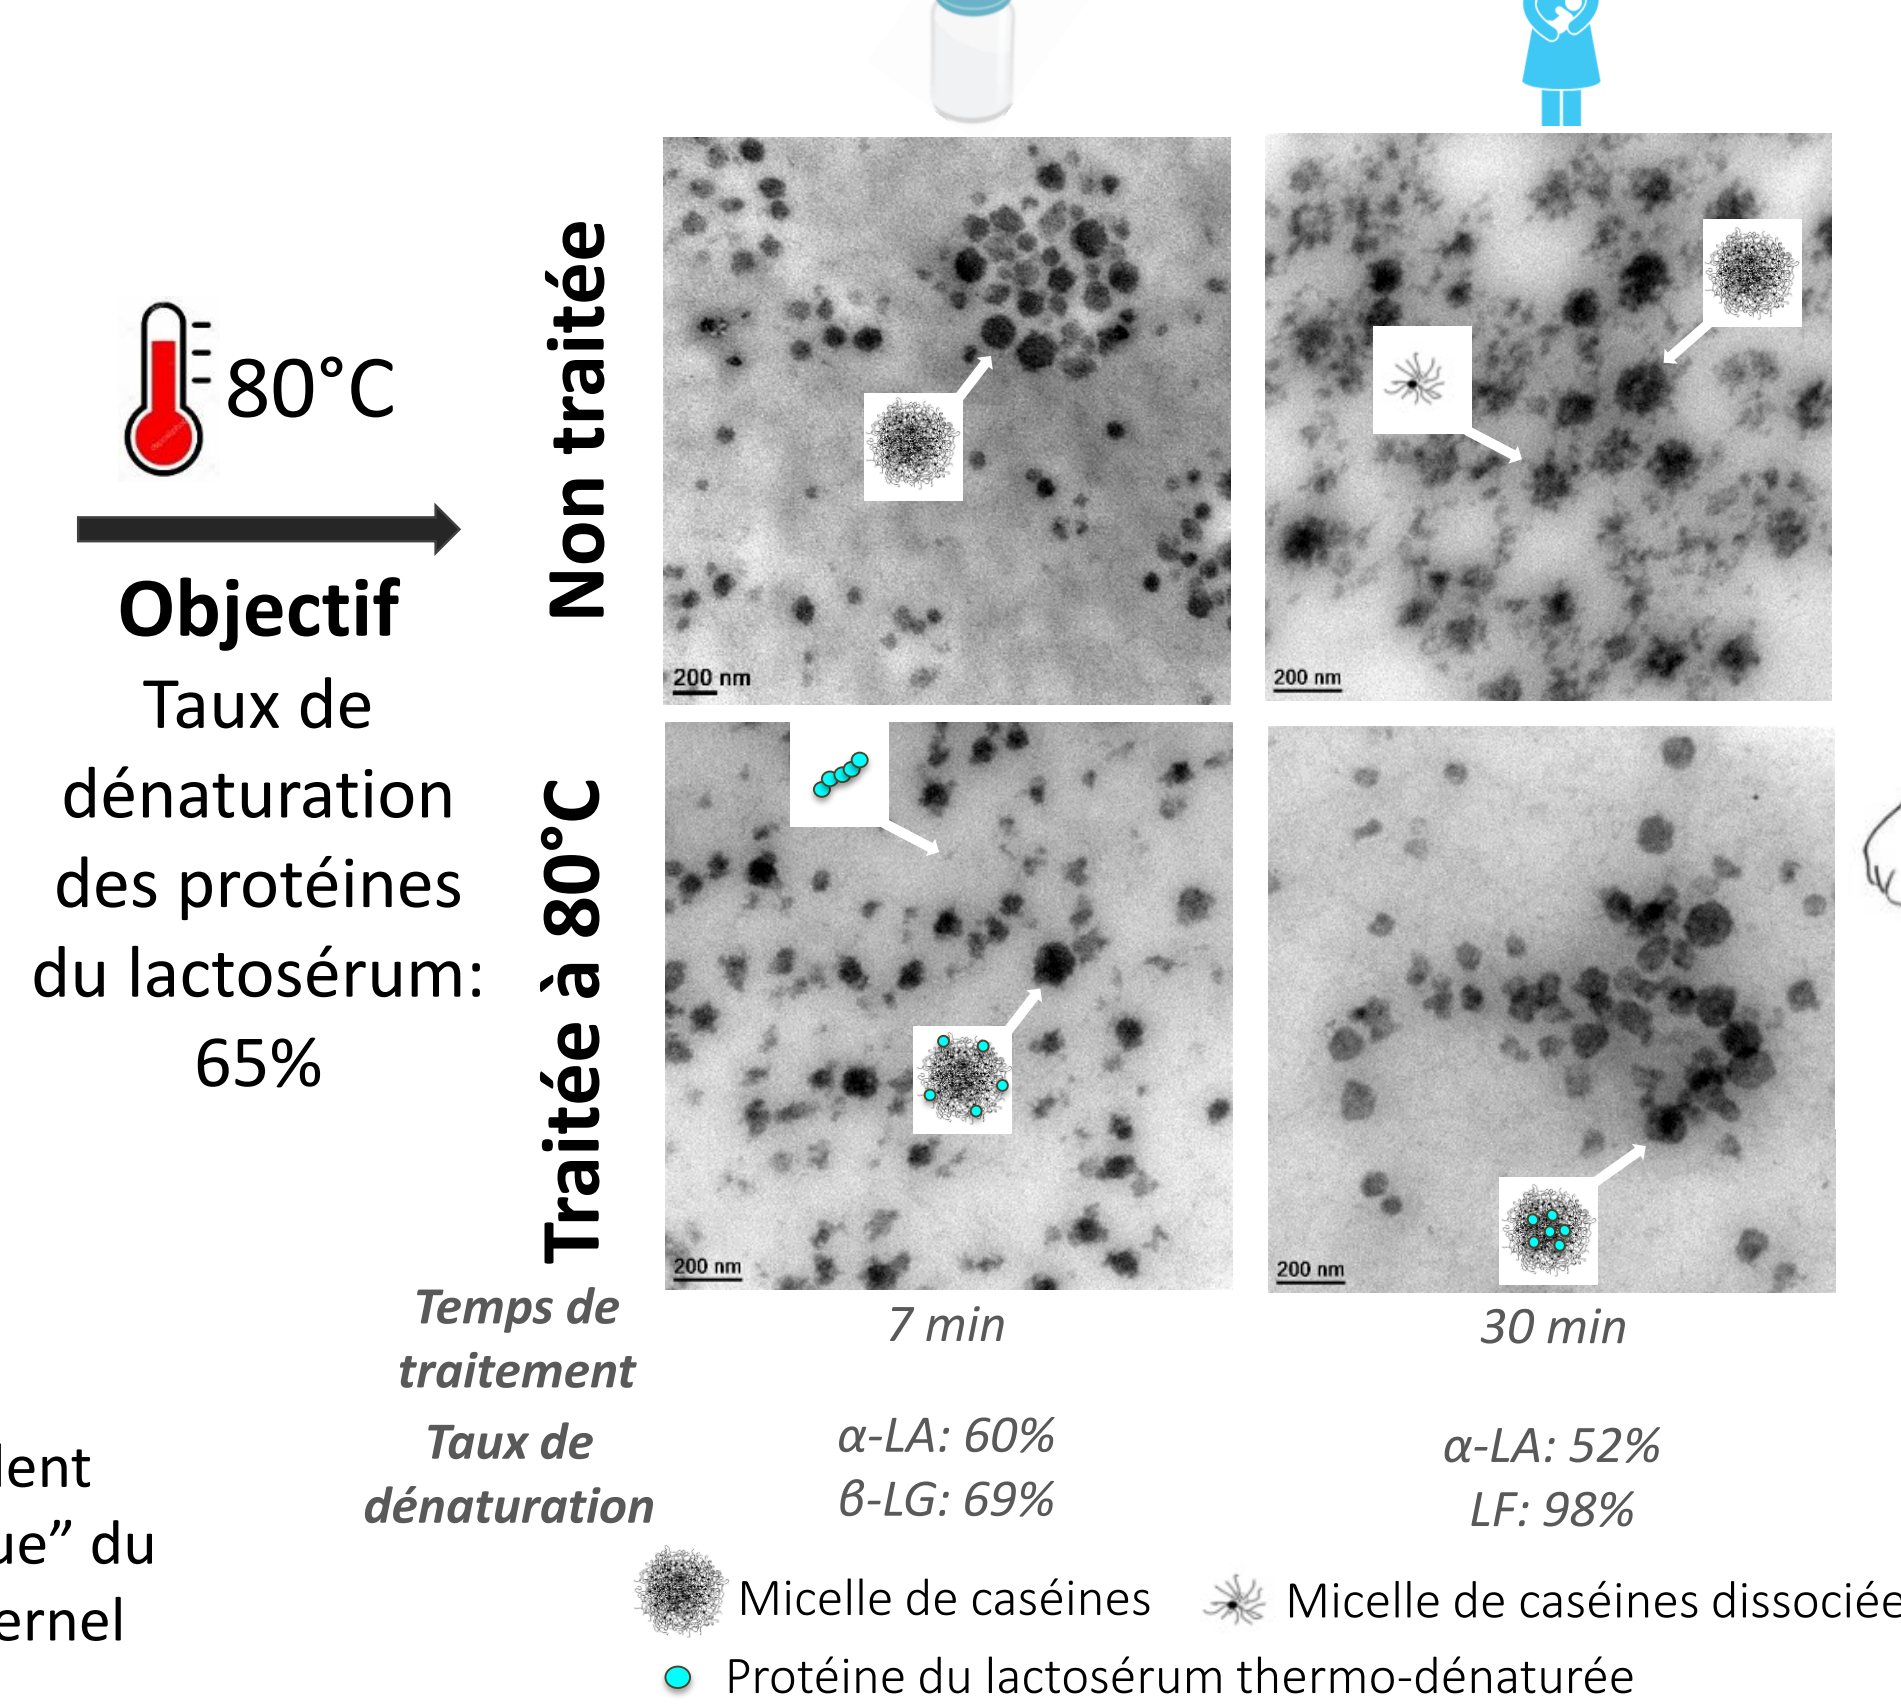 80°C
Objectif
Taux de
dénaturation
des protéines
du lactosérum:
65%
Non traitée
200 nm
200 nm
Traitée à 80°C
200 nm
200 nm
Temps de
traitement
7 min
30 min
Taux de
dénaturation
α-LA: 60%
β-LG: 69%
α-LA: 52%
LF: 98%
lent
ue” du
ernel
Micelle de caséines
Micelle de caséines dissociée
Protéine du lactosérum thermo-dénaturée